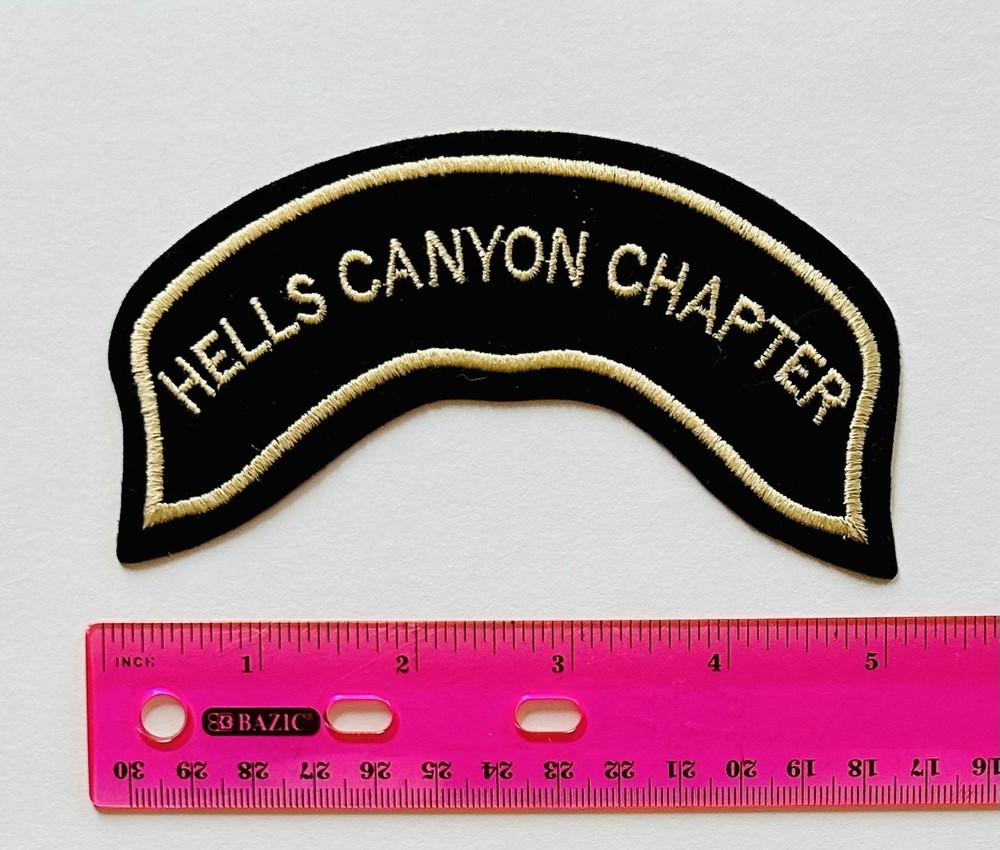 HELLS CANYON CHAPTER
INCH 1 2 3 4 5
BAZIC
30 29 28 27 26 25 24 23 22 21 20 19 18 17 16